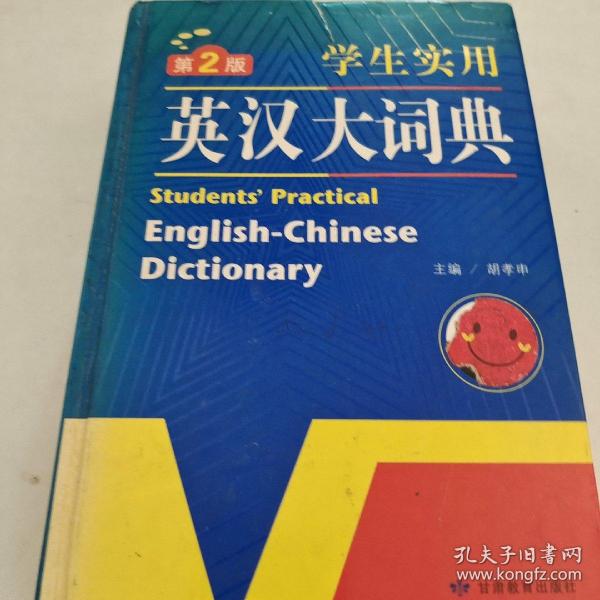 第2版
学生实用
英汉大词典
Students' Practical
English-Chinese
Dictionary
主编 / 胡孝申
甘肃教育出版社
孔夫子旧书网
www.kongfz.com